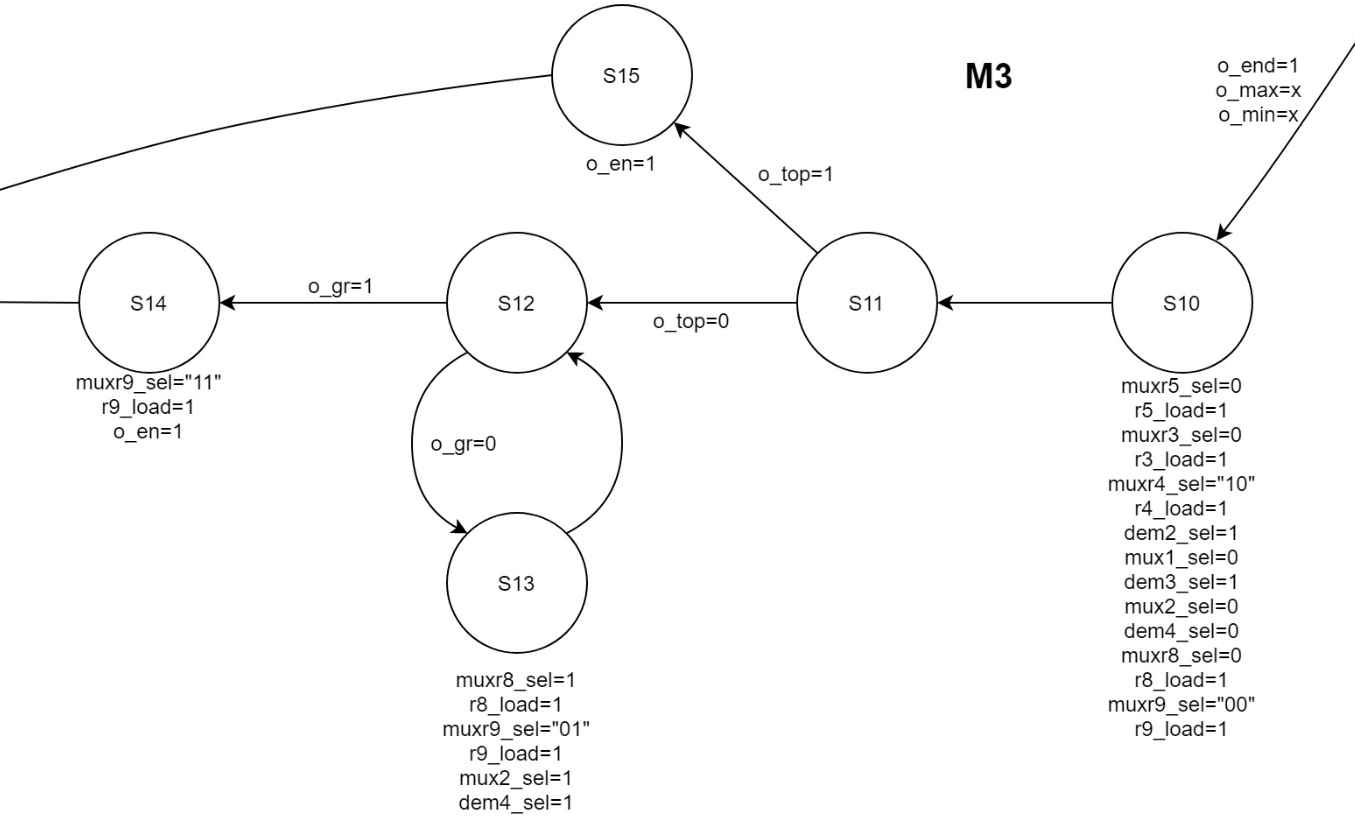 S15
o_en=1
M3
o_end=1
o_max=x
o_min=x
o_top=1
S14
muxr9_sel="11"
r9_load=1
o_en=1
o_gr=1
S12
o_top=0
S11
S10
muxr5_sel=0
r5_load=1
muxr3_sel=0
r3_load=1
muxr4_sel="10"
r4_load=1
dem2_sel=1
mux1_sel=0
dem3_sel=1
mux2_sel=0
dem4_sel=0
muxr8_sel=0
r8_load=1
muxr9_sel="00"
r9_load=1
o_gr=0
S13
muxr8_sel=1
r8_load=1
muxr9_sel="01"
r9_load=1
mux2_sel=1
dem4_sel=1